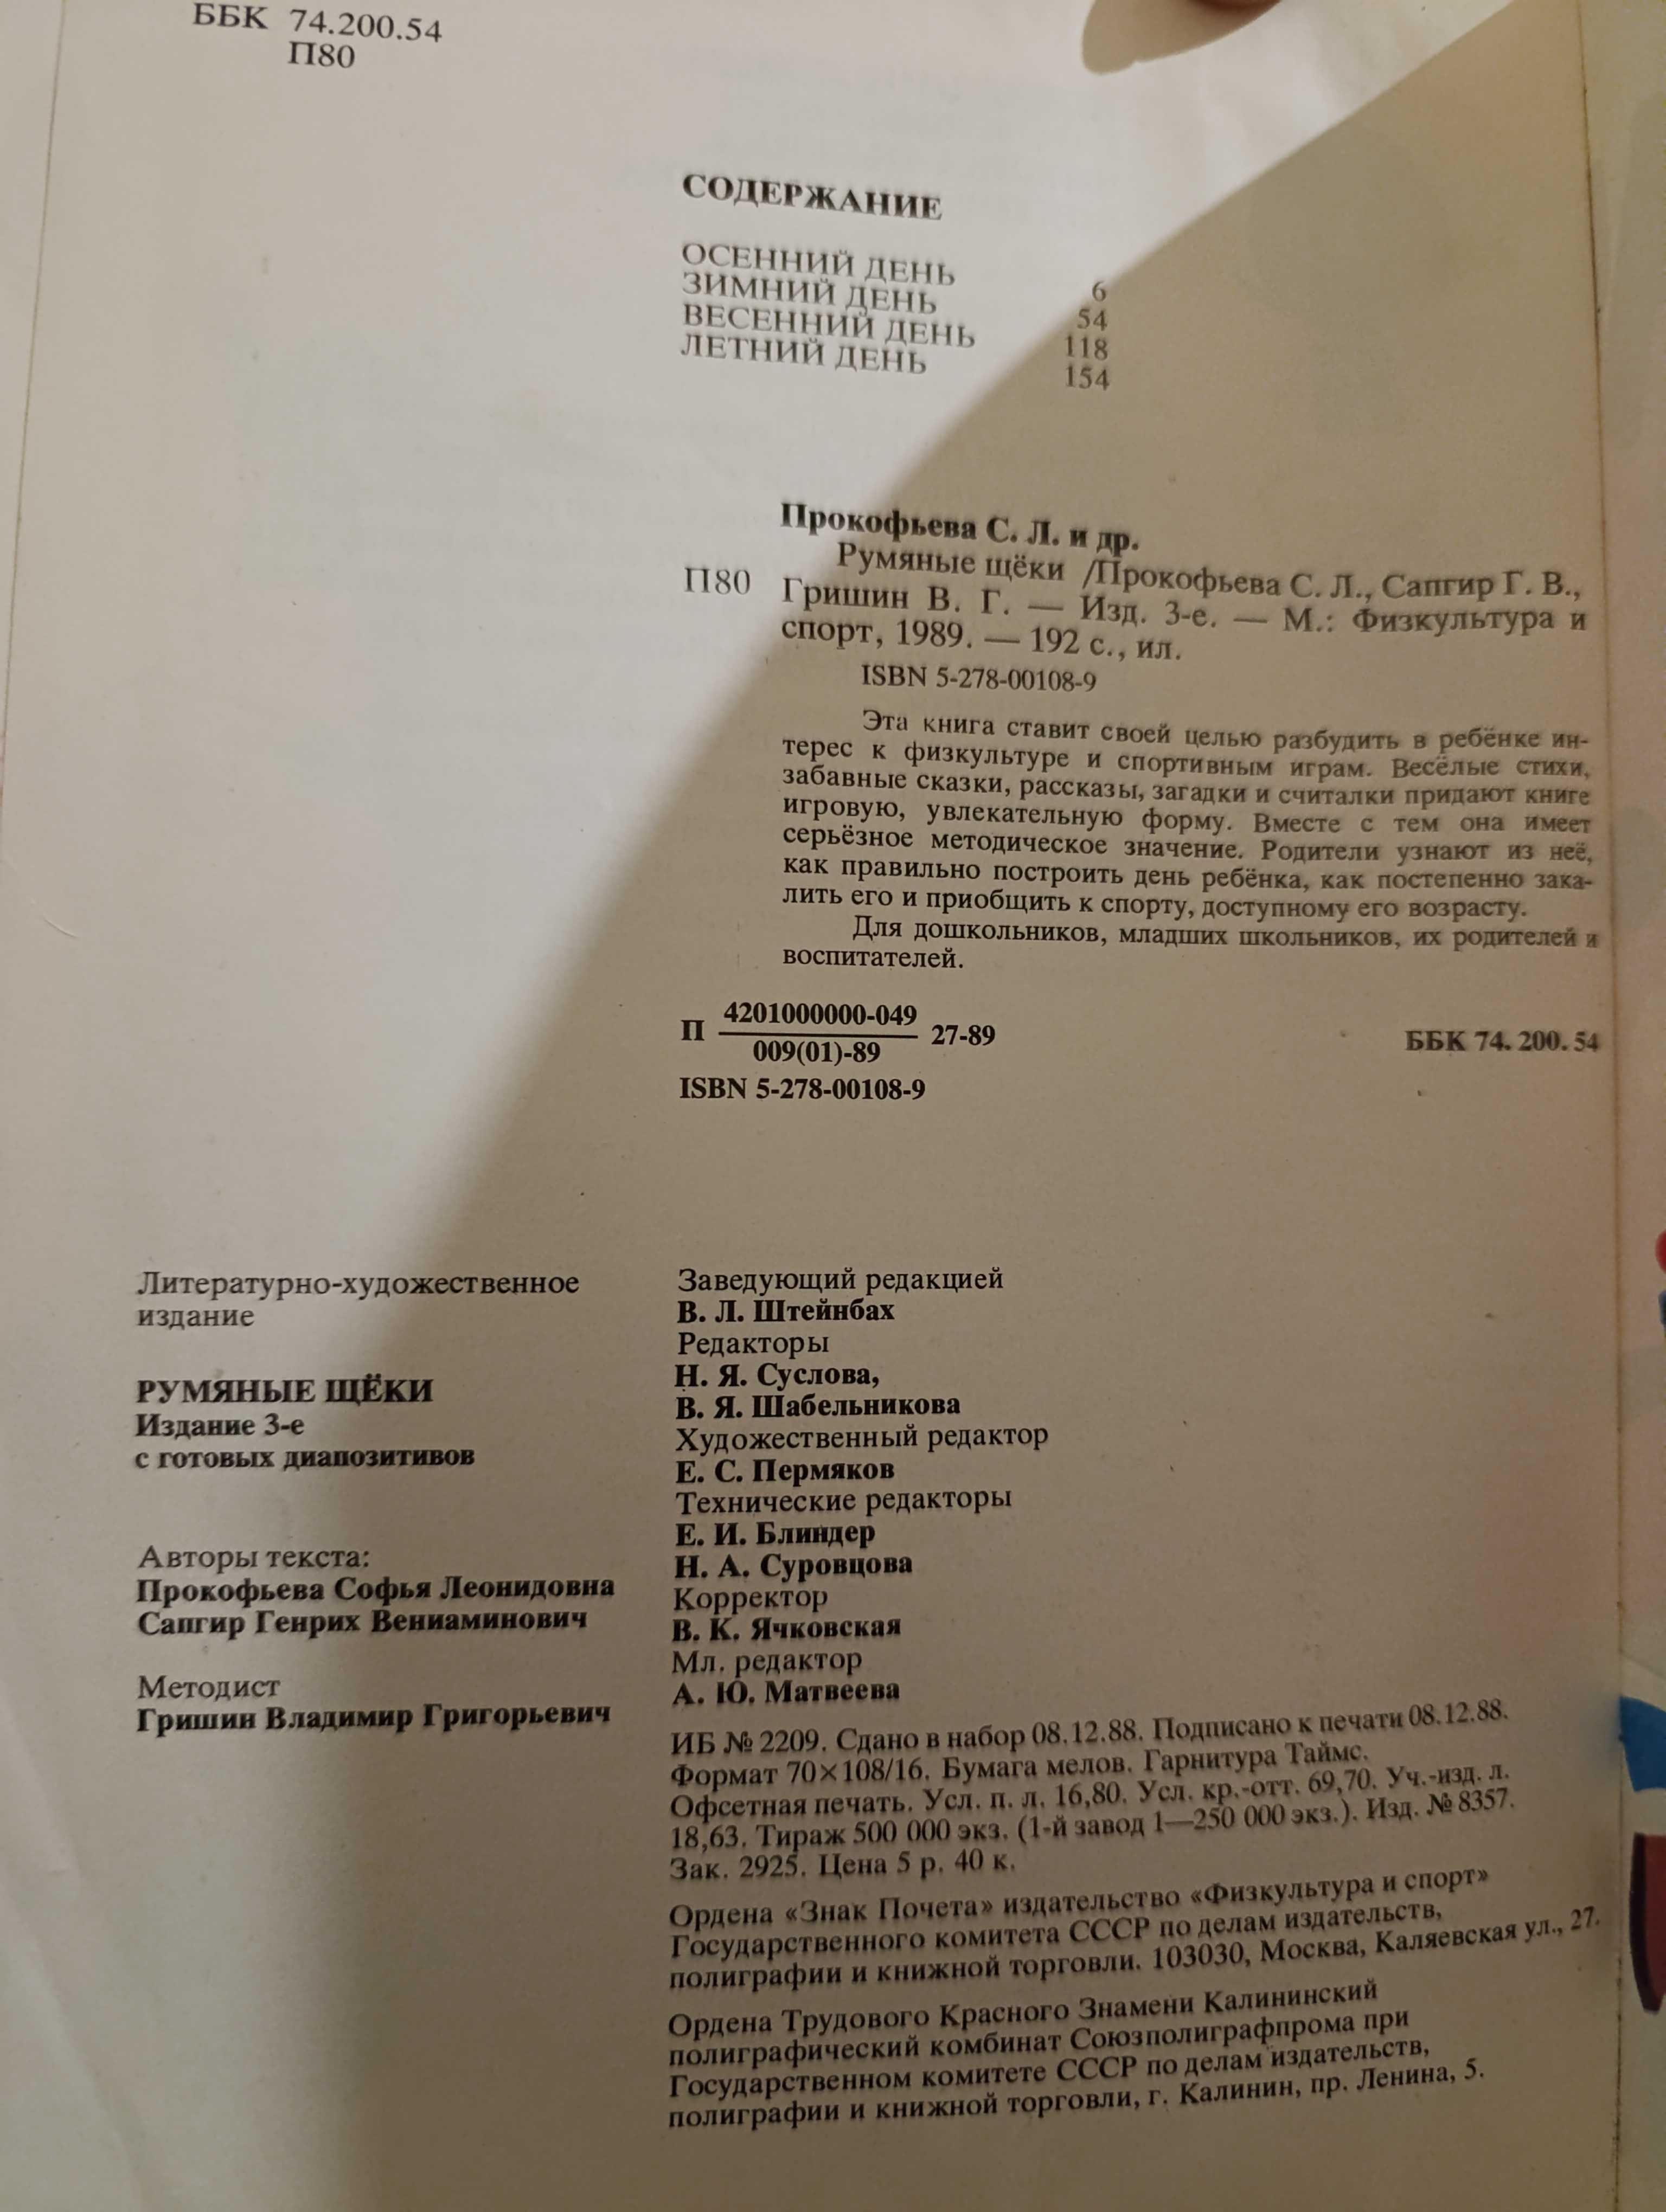 ББК 74.200.54
П80
СОДЕРЖАНИЕ
ОСЕННИЙ ДЕНЬ 6
ЗИМНИЙ ДЕНЬ 54
ВЕСЕННИЙ ДЕНЬ 118
ЛЕТНИЙ ДЕНЬ 154
Прокофьева С. Л. и др.
Румяные щёки /Прокофьева С. Л., Сапгир Г. В.,
П80 Гришин В. Г. — Изд. 3-е. — М.: Физкультура и
спорт, 1989. — 192 с., ил.
ISBN 5-278-00108-9
Эта книга ставит своей целью разбудить в ребёнке ин-
терес к физкультуре и спортивным играм. Весёлые стихи,
забавные сказки, рассказы, загадки и считалки придают книге
игровую, увлекательную форму. Вместе с тем она имеет
серьёзное методическое значение. Родители узнают из неё,
как правильно построить день ребёнка, как постепенно зака-
лить его и приобщить к спорту, доступному его возрасту.
Для дошкольников, младших школьников, их родителей и
воспитателей.
4201000000-049
П 27-89
009(01)-89
ББК 74. 200. 54
ISBN 5-278-00108-9
Литературно-художественное
издание
РУМЯНЫЕ ЩЁКИ
Издание 3-е
с готовых диапозитивов
Авторы текста:
Прокофьева Софья Леонидовна
Сапгир Генрих Вениаминович
Методист
Гришин Владимир Григорьевич
Заведующий редакцией
В. Л. Штейнбах
Редакторы
Н. Я. Суслова,
В. Я. Шабельникова
Художественный редактор
Е. С. Пермяков
Технические редакторы
Е. И. Блиндер
Н. А. Суровцова
Корректор
В. К. Ячковская
Мл. редактор
А. Ю. Матвеева
ИБ № 2209. Сдано в набор 08.12.88. Подписано к печати 08.12.88.
Формат 70×108/16. Бумага мелов. Гарнитура Таймс.
Офсетная печать. Усл. п. л. 16,80. Усл. кр.-отт. 69,70. Уч.-изд. л.
18,63. Тираж 500 000 экз. (1-й завод 1—250 000 экз.). Изд. № 8357.
Зак. 2925. Цена 5 р. 40 к.
Ордена «Знак Почета» издательство «Физкультура и спорт»
Государственного комитета СССР по делам издательств,
полиграфии и книжной торговли. 103030, Москва, Каляевская ул., 27.
Ордена Трудового Красного Знамени Калининский
полиграфический комбинат Союзполиграфпрома при
Государственном комитете СССР по делам издательств,
полиграфии и книжной торговли, г. Калинин, пр. Ленина, 5.